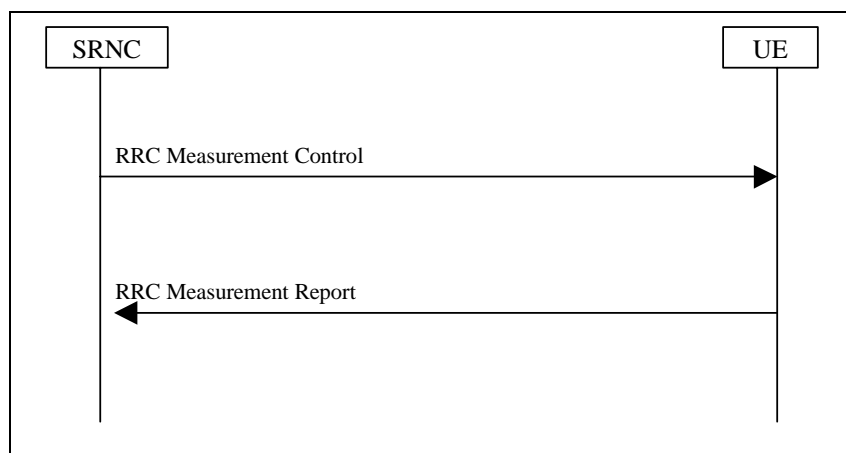 SRNC
UE
RRC Measurement Control
RRC Measurement Report